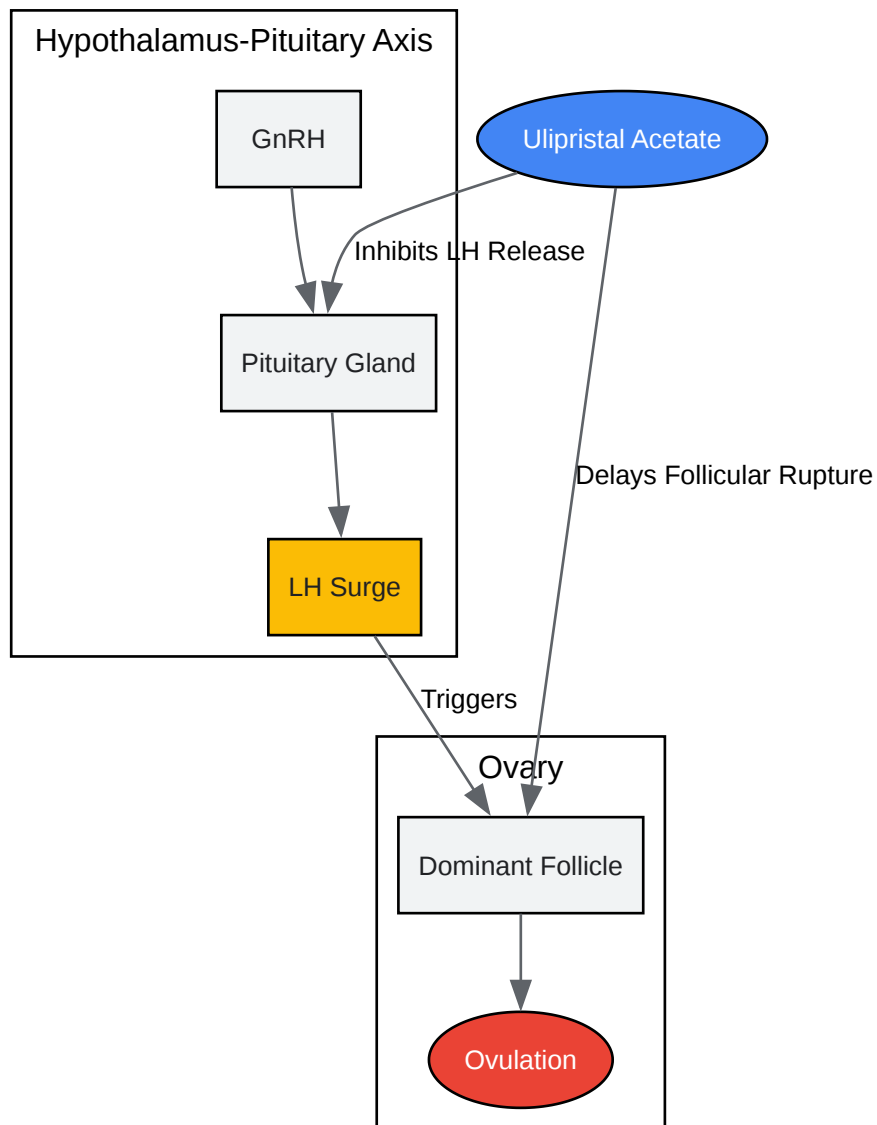 Hypothalamus-Pituitary Axis
GnRH
Ulipristal Acetate
Inhibits LH Release
Pituitary Gland
Delays Follicular Rupture
LH Surge
Triggers
Ovary
Dominant Follicle
Ovulation